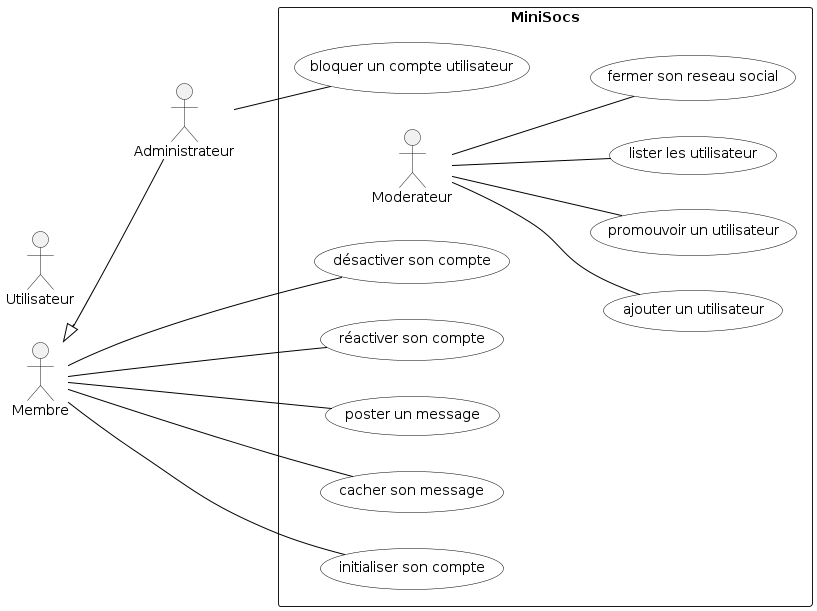 MiniSocs
bloquer un compte utilisateur
fermer son reseau social
Administrateur
lister les utilisateur
Moderateur
promouvoir un utilisateur
désactiver son compte
Utilisateur
ajouter un utilisateur
réactiver son compte
Membre
poster un message
cacher son message
initialiser son compte